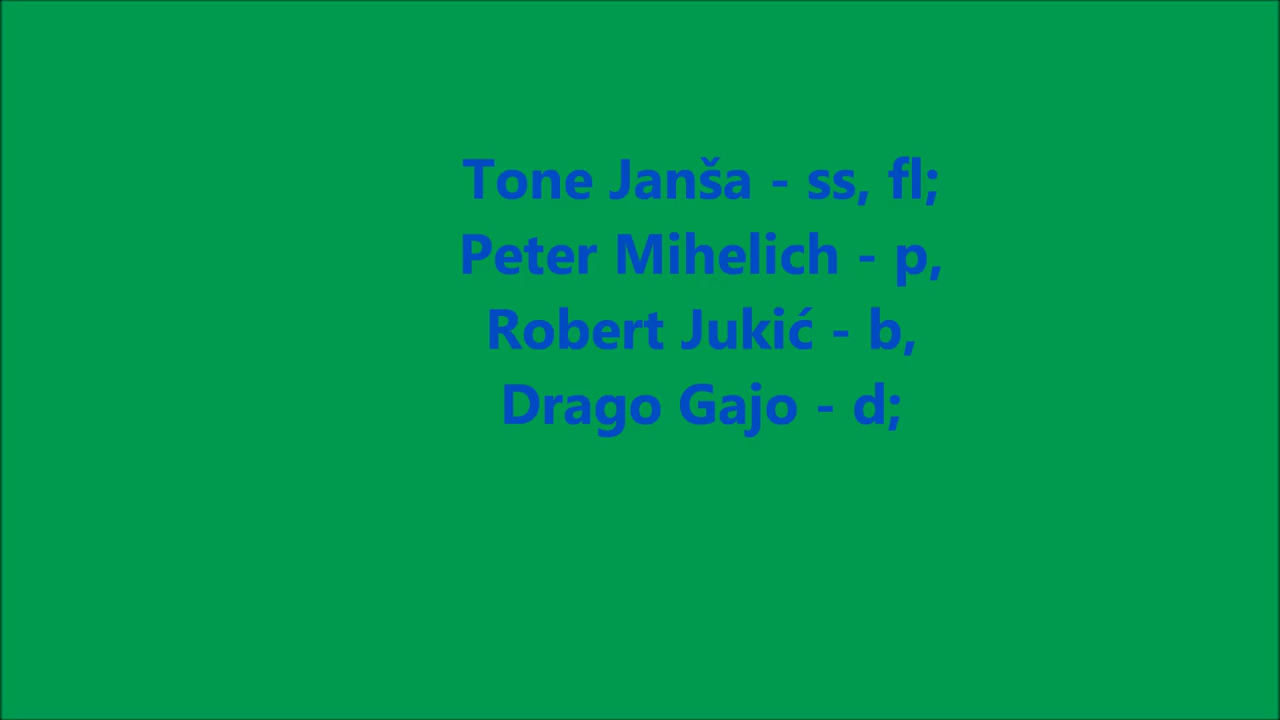 Tone Janša - ss, fl;
Peter Mihelich - p,
Robert Jukić - b,
Drago Gajo - d;